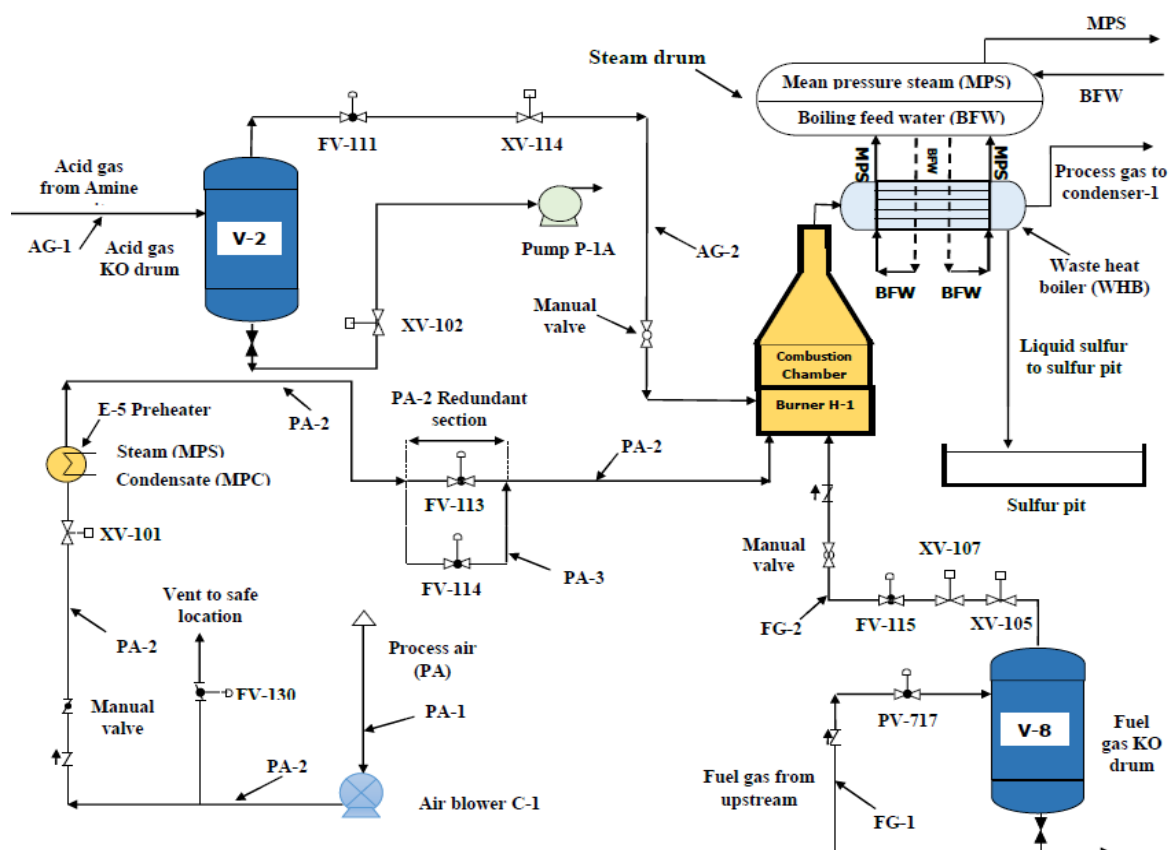 MPS
Steam drum
Mean pressure steam (MPS)
BFW
Boiling feed water (BFW)
FV-111
XV-114
MPS
BFW
MPS
Process gas to
condenser-1
Acid gas
from Amine
V-2
AG-1
Acid gas
KO drum
Pump P-1A
AG-2
Waste heat
boiler (WHB)
BFW
BFW
Manual
valve
XV-102
Combustion
Chamber
Liquid sulfur
to sulfur pit
PA-2
PA-2 Redundant
section
Burner H-1
E-5 Preheater
Steam (MPS)
Condensate (MPC)
PA-2
FV-113
Sulfur pit
XV-101
Manual
valve
XV-107
FV-114
PA-3
Vent to safe
location
FG-2
FV-115
XV-105
PA-2
Process air
(PA)
FV-130
Manual
valve
PA-1
PV-717
V-8
Fuel
gas KO
drum
PA-2
Air blower C-1
Fuel gas from
upstream
FG-1